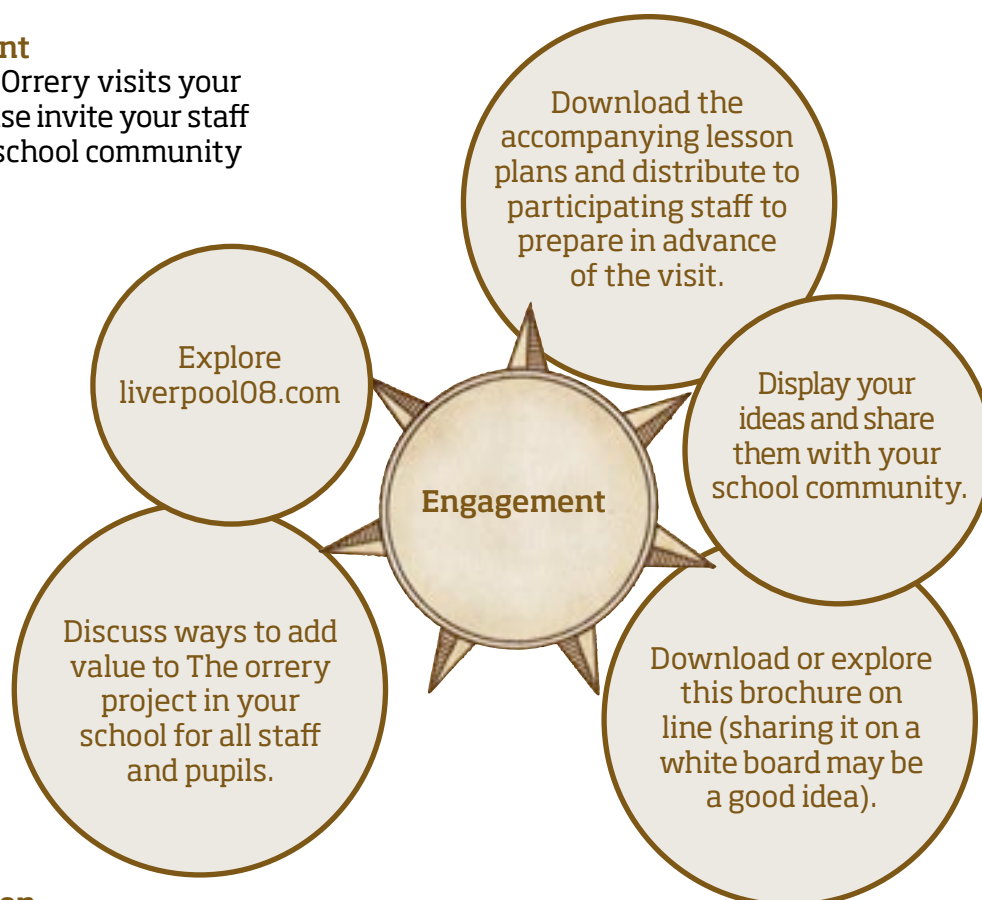 nt
Orrery visits your
se invite your staff
school community
Download the
accompanying lesson
plans and distribute to
participating staff to
prepare in advance
of the visit.
Explore
liverpool08.com
Display your
ideas and share
them with your
school community.
Engagement
Discuss ways to add
value to The orrery
project in your
school for all staff
and pupils.
Download or explore
this brochure on
line (sharing it on a
white board may be
a good idea).